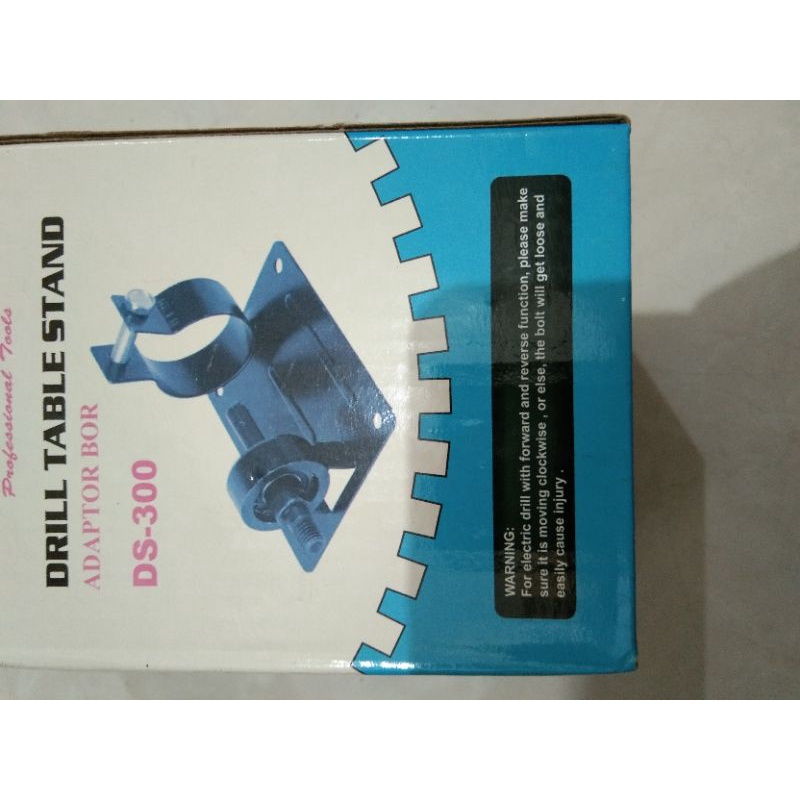 Professional Tools
DRILL TABLE STAND
ADAPTOR BOR
DS-300
WARNING:
For electric drill with forward and reverse function, please make
sure it is moving clockwise , or else, the bolt will get loose and
easily cause injury .